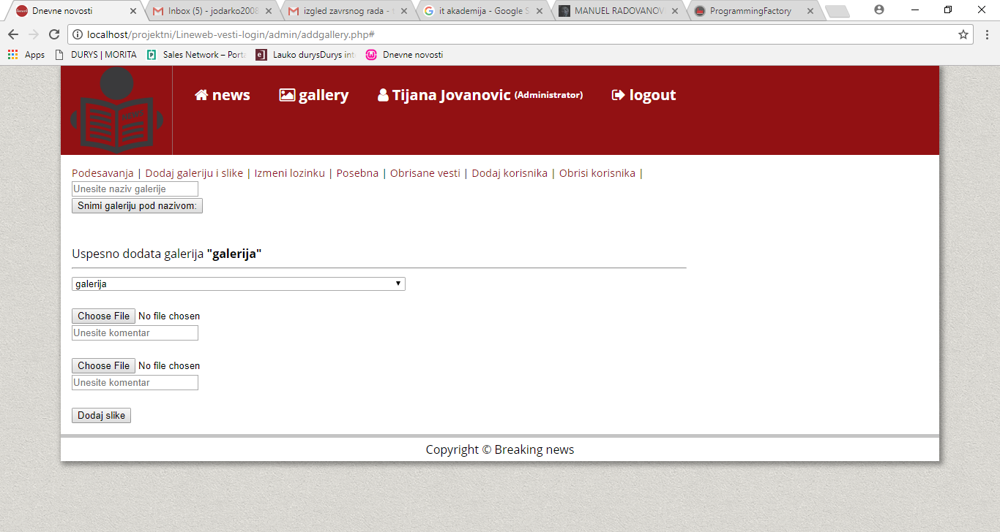 Dnevne novosti
Inbox (5) - jodarko2008
izgled zavrsnog rada -
it akademija - Google S
MANUEL RADOVANOV
ProgrammingFactory
localhost/projektni/Lineweb-vesti-login/admin/addgallery.php#
Apps DURYS | MORITA Sales Network – Porta Lauko durysDurys inte Dnevne novosti
news gallery Tijana Jovanovic (Administrator) logout
Podesavanja | Dodaj galeriju i slike | Izmeni lozinku | Posebna | Obrisane vesti | Dodaj korisnika | Obrisi korisnika |
Unesite naziv galerije
Snimi galeriju pod nazivom:
Uspesno dodata galerija "galerija"
galerija
Choose File No file chosen
Unesite komentar
Choose File No file chosen
Unesite komentar
Dodaj slike
Copyright © Breaking news